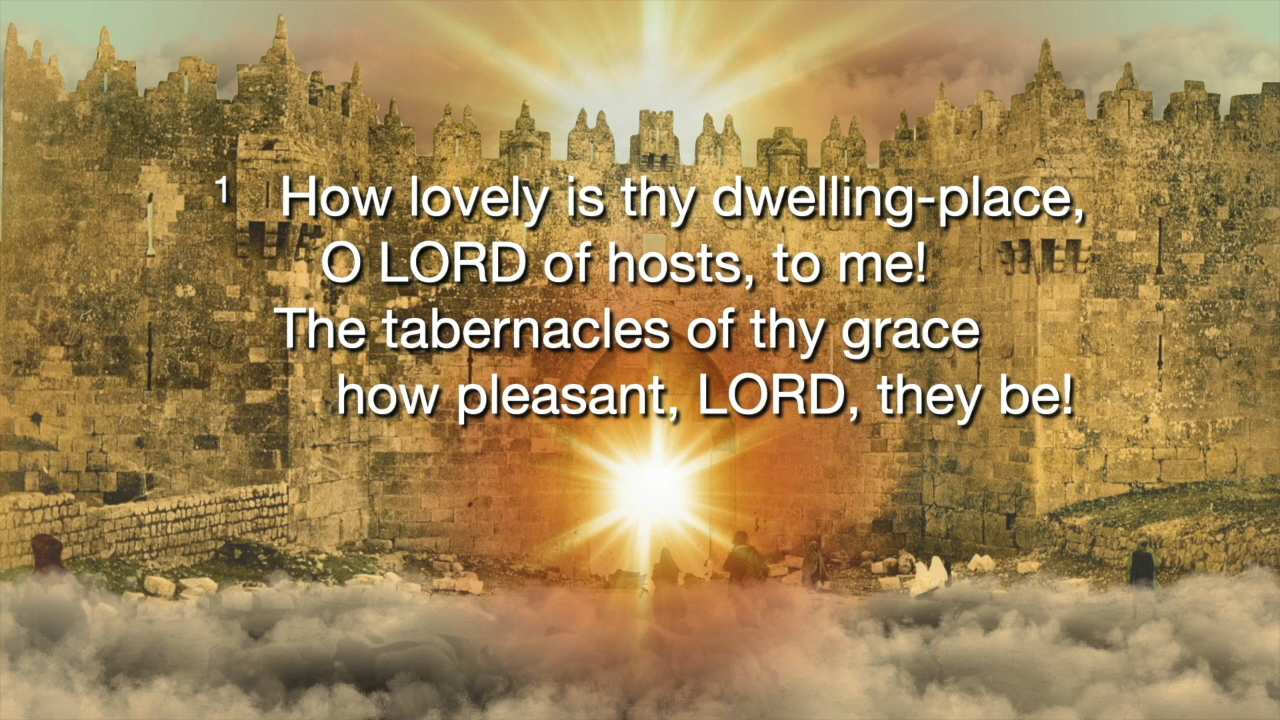 1 How lovely is thy dwelling-place,
O LORD of hosts, to me!
The tabernacles of thy grace
how pleasant, LORD, they be!